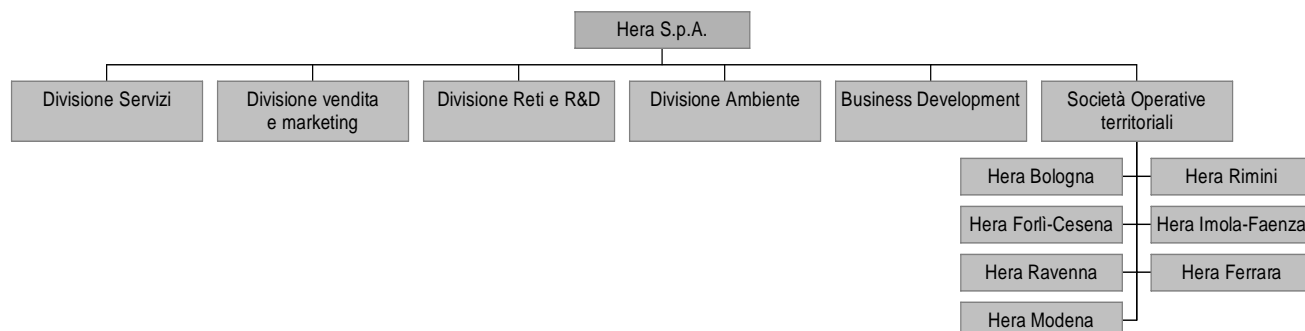 Hera S.p.A.
Divisione Servizi
Divisione vendita
e marketing
Divisione Reti e R&D
Divisione Ambiente
Business Development
Società Operative
territoriali
Hera Bologna
Hera Rimini
Hera Forlì-Cesena
Hera Imola-Faenza
Hera Ravenna
Hera Ferrara
Hera Modena